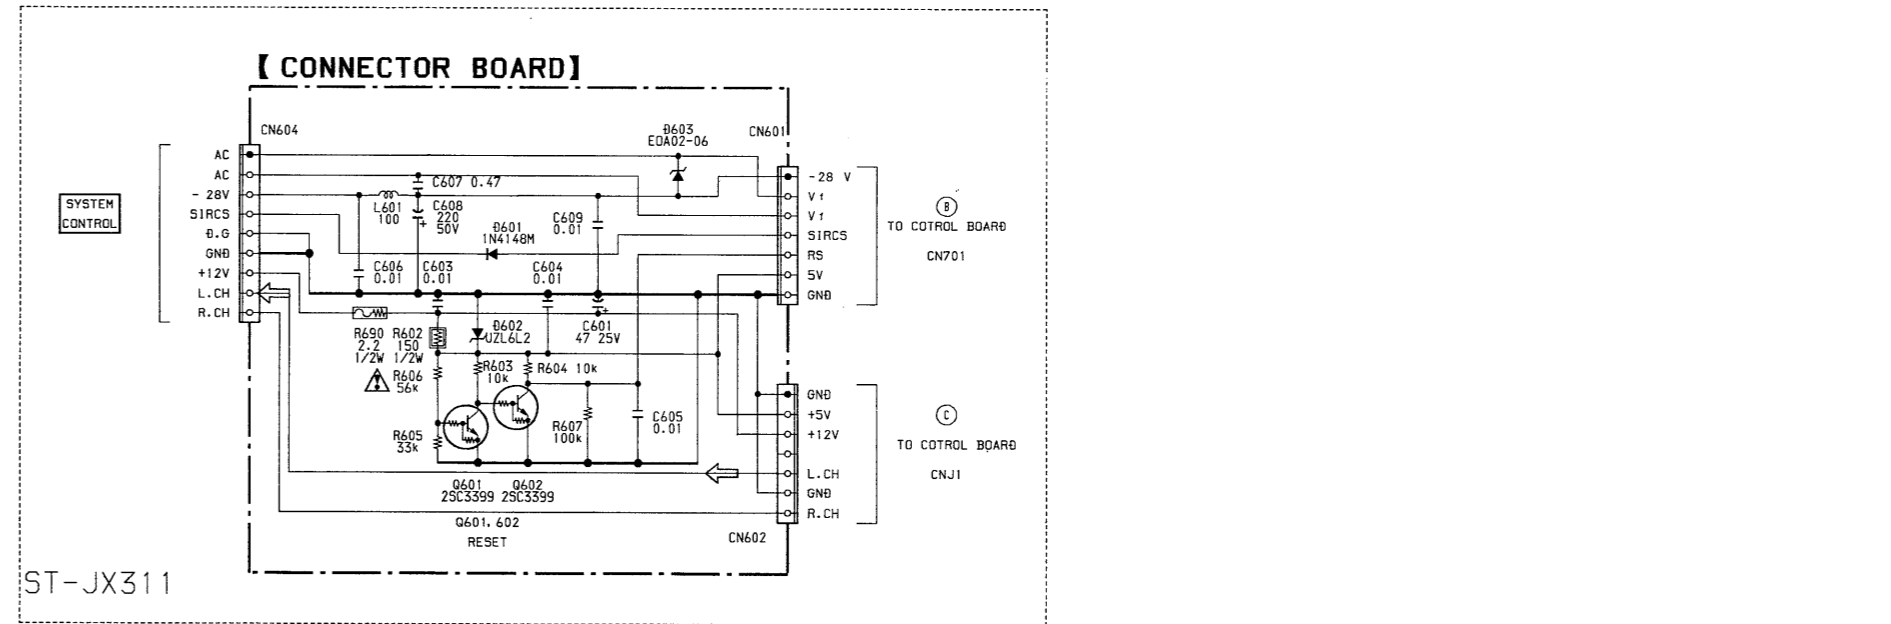 【 CONNECTOR BOARD】
CN604
D603
EQA02-06
CN601
AC
AC
- 28V
SIRCS
D.G
GND
+12V
L.CH
R.CH
SYSTEM
CONTROL
C607 0.47
L601
100
C608
220
50V
+
C609
0.01
D601
1N4148M
C606
0.01
C603
0.01
C604
0.01
-28 V
Vf
Vf
SIRCS
RS
5V
GND
B
TO COTROL BOARD
CN701
R690
2.2
1/2W
R602
150
1/2W
D602
UZL6L2
C601
47 25V
+
R606
56k
R603
10k
R604 10k
R605
33k
R607
100k
C605
0.01
GND
+5V
+12V
L.CH
GND
R.CH
C
TO COTROL BOARD
CNJ1
Q601
2SC3399
Q602
2SC3399
Q601, 602
RESET
CN602
ST-JX311